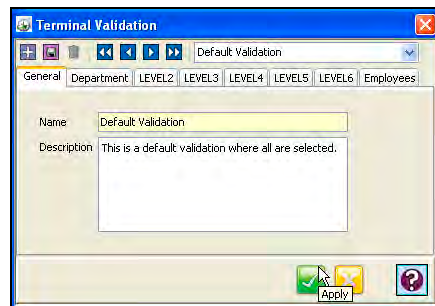 Terminal Validation
Default Validation
General Department LEVEL2 LEVEL3 LEVEL4 LEVEL5 LEVEL6 Employees
Name Default Validation
Description This is a default validation where all are selected.
Apply
?